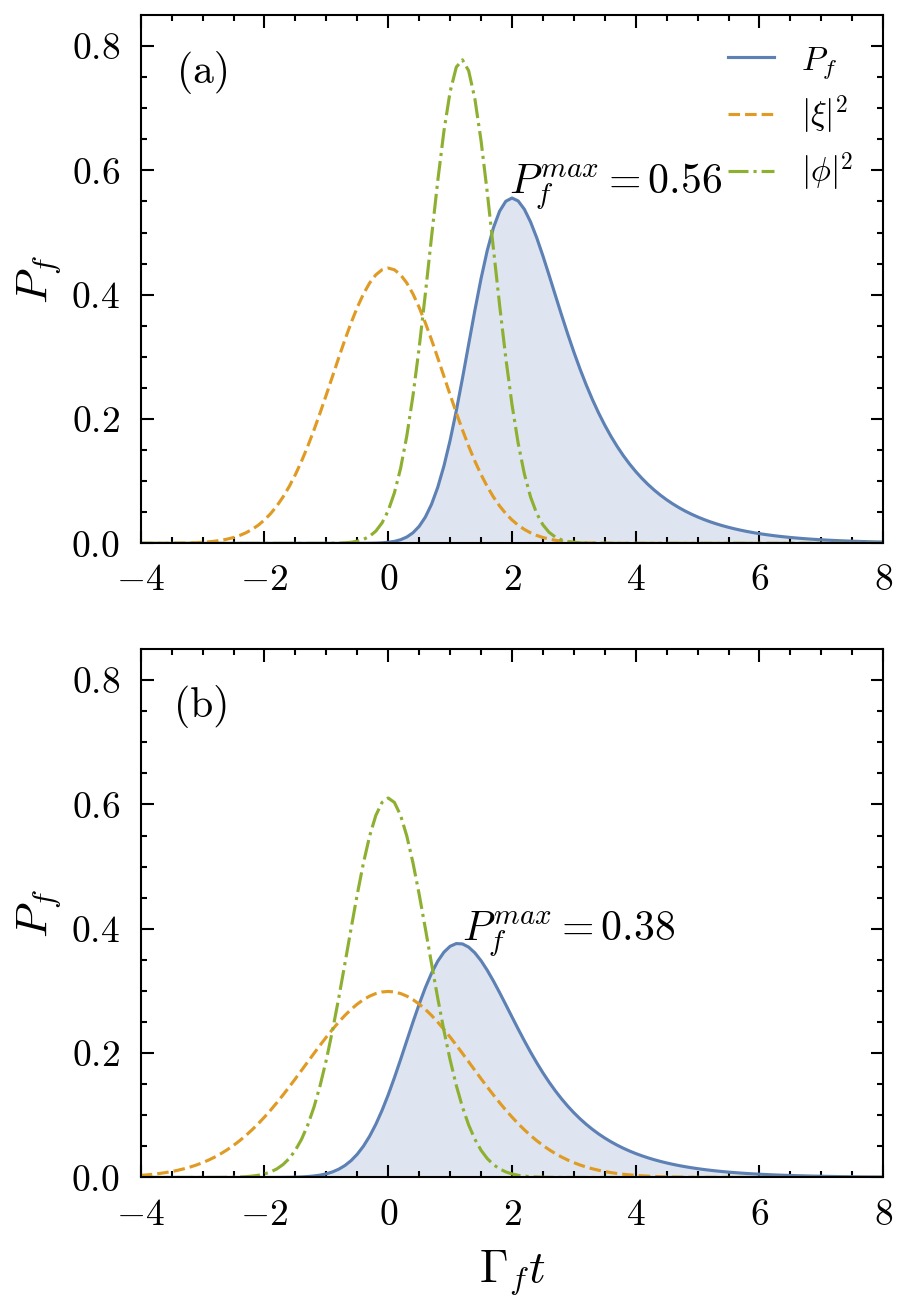 (a)
P_f
|ξ|²
|ϕ|²
P_f^{max} = 0.56
P_f
0.8
0.6
0.4
0.2
0.0
−4 −2 0 2 4 6 8
(b)
P_f^{max} = 0.38
P_f
0.8
0.6
0.4
0.2
0.0
−4 −2 0 2 4 6 8
Γ_f t